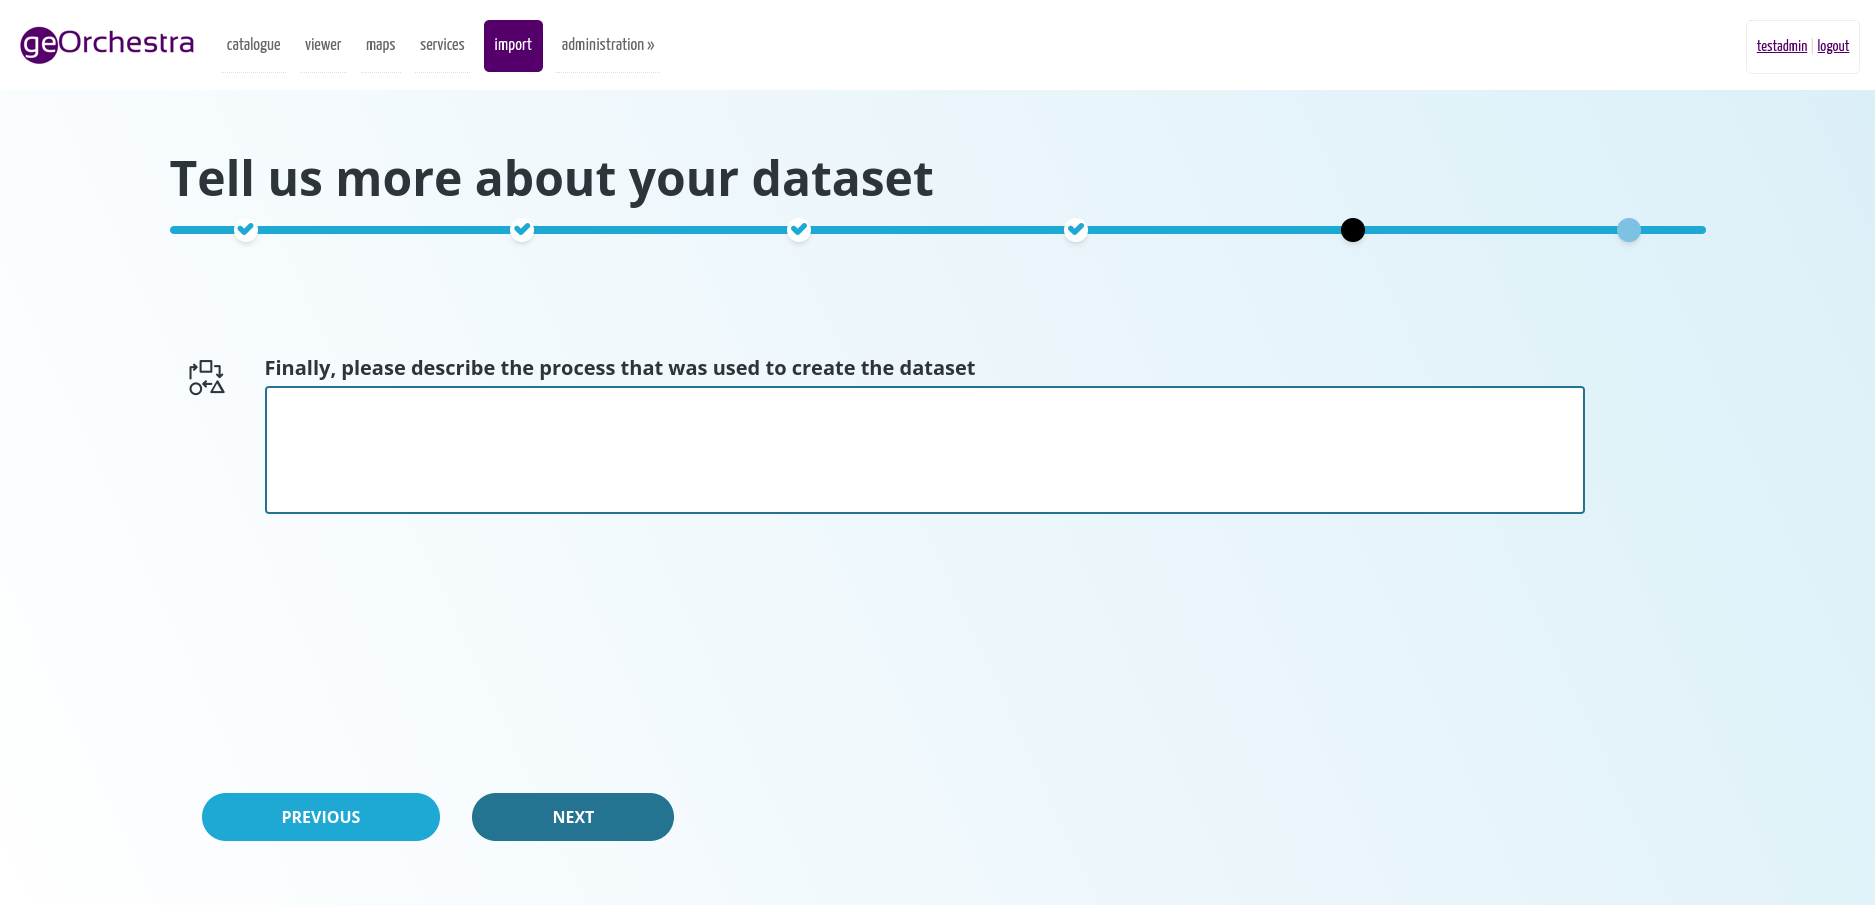 geOrchestra
catalogue
viewer
maps
services
import
administration »
testadmin | logout
Tell us more about your dataset
Finally, please describe the process that was used to create the dataset
PREVIOUS
NEXT